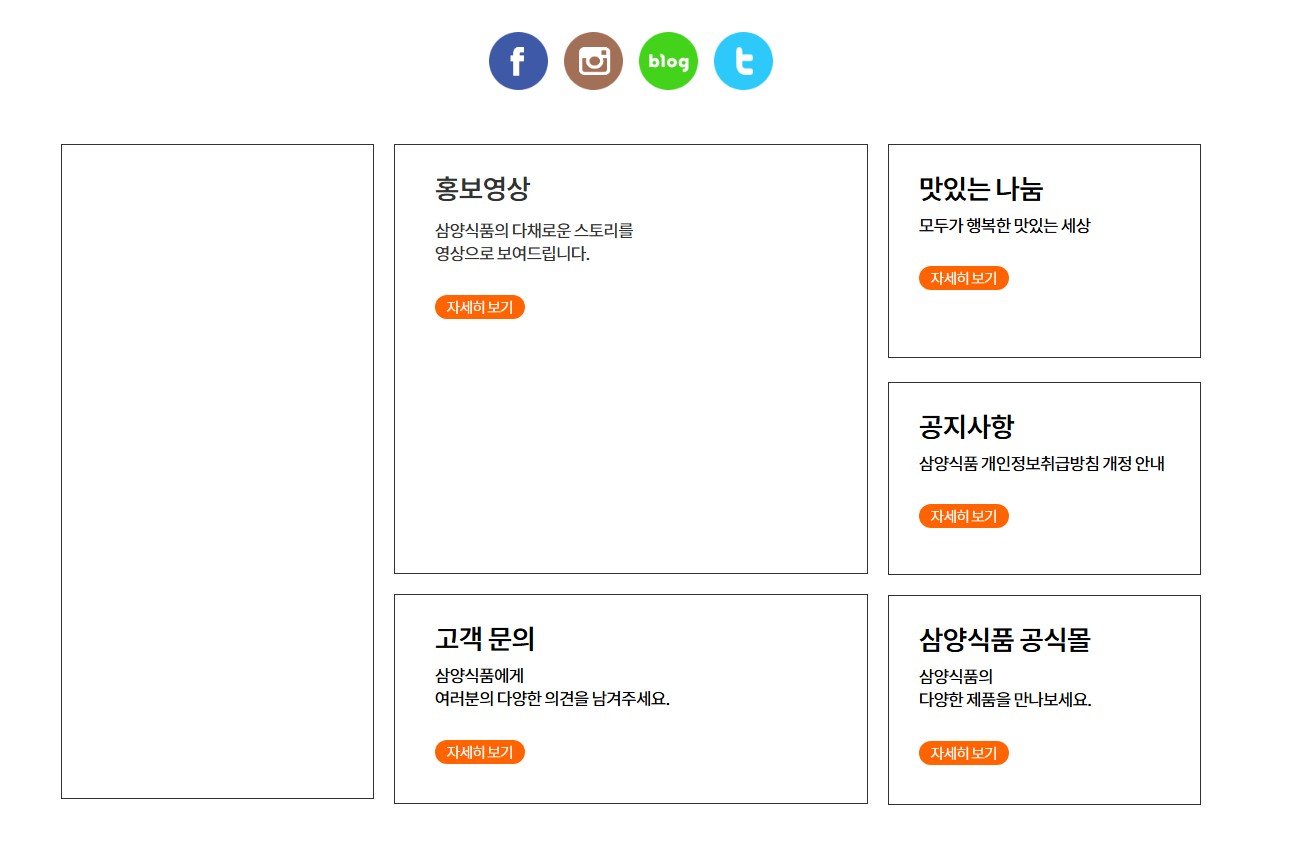 f
blog
t
홍보영상
삼양식품의 다채로운 스토리를
영상으로 보여드립니다.
자세히 보기
맛있는 나눔
모두가 행복한 맛있는 세상
자세히 보기
공지사항
삼양식품 개인정보취급방침 개정 안내
자세히 보기
고객 문의
삼양식품에게
여러분의 다양한 의견을 남겨주세요.
자세히 보기
삼양식품 공식몰
삼양식품의
다양한 제품을 만나보세요.
자세히 보기